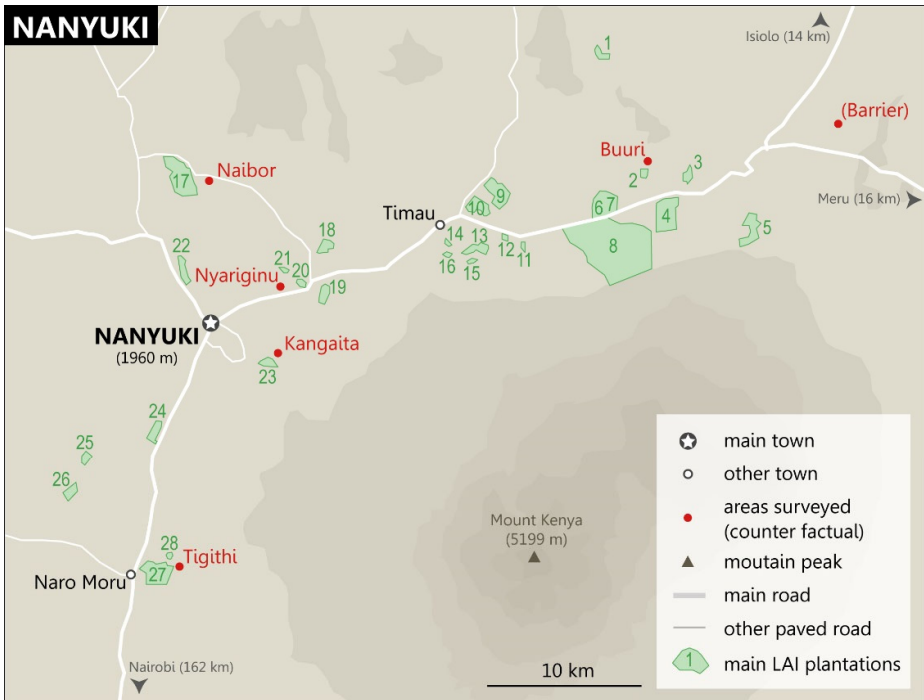 NANYUKI
1
Isiolo (14 km)
(Barrier)
Buuri
2
3
Naibor
17
Meru (16 km)
9
10
6
7
4
Timau
5
18
14
13
12
11
8
16
15
22
21
20
Nyariginu
19
NANYUKI
(1960 m)
Kangaita
23
24
25
26
main town
other town
areas surveyed
(counter factual)
moutain peak
main road
other paved road
1
main LAI plantations
Mount Kenya
(5199 m)
28
Tigithi
27
Naro Moru
Nairobi (162 km)
10 km